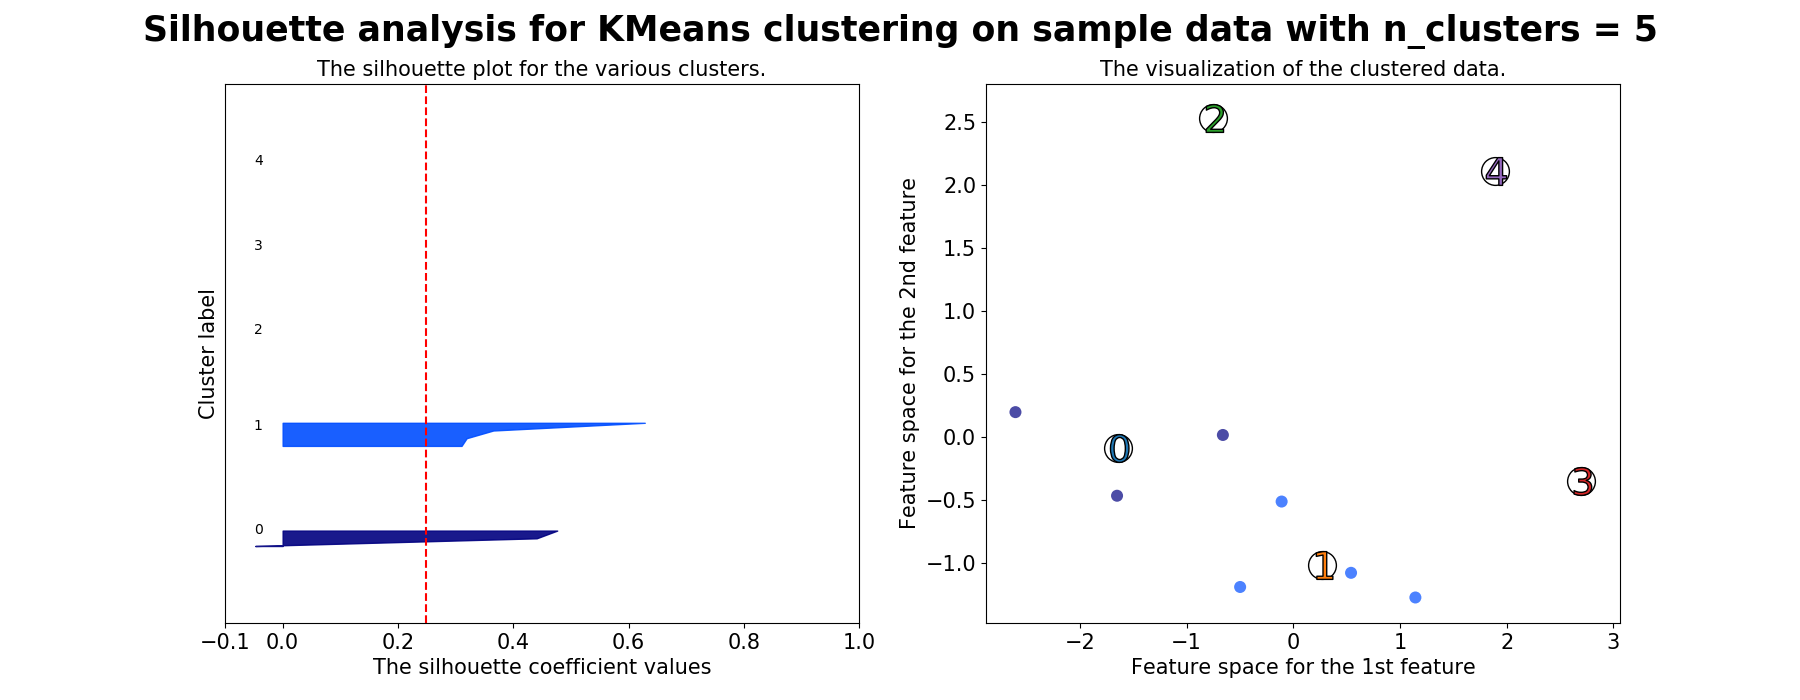 Silhouette analysis for KMeans clustering on sample data with n_clusters = 5
The silhouette plot for the various clusters.
Cluster label
4
3
2
1
0
−0.1 0.0 0.2 0.4 0.6 0.8 1.0
The silhouette coefficient values
The visualization of the clustered data.
Feature space for the 2nd feature
2.5
2.0
1.5
1.0
0.5
0.0
−0.5
−1.0
2
4
0
3
1
−2 −1 0 1 2 3
Feature space for the 1st feature